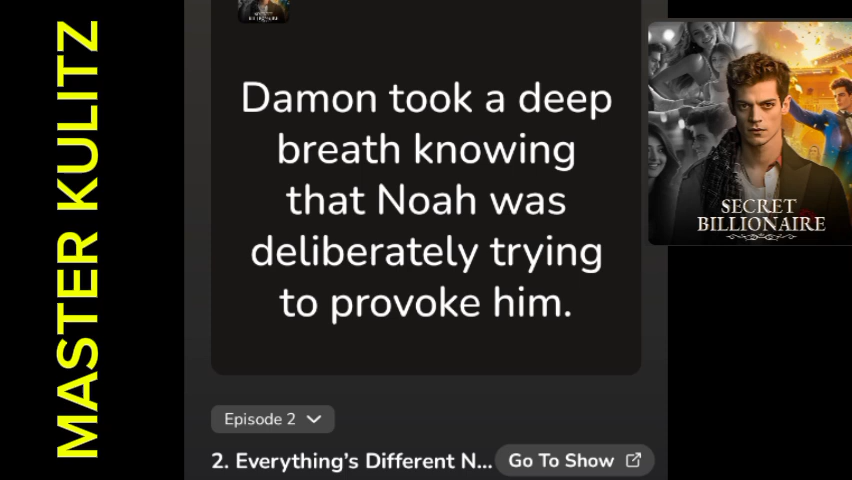 MASTER KULITZ
Damon took a deep
breath knowing
that Noah was
deliberately trying
to provoke him.
Episode 2
2. Everything's Different N...
Go To Show
SECRET
BILLIONAIRE